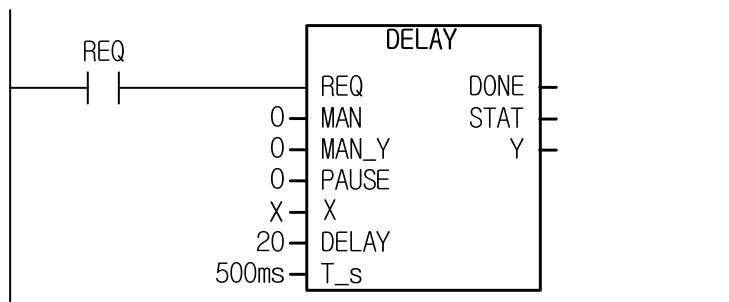 DELAY
REQ
REQ DONE
0 MAN STAT
0 MAN_Y Y
0 PAUSE
X X
20 DELAY
500ms T_s